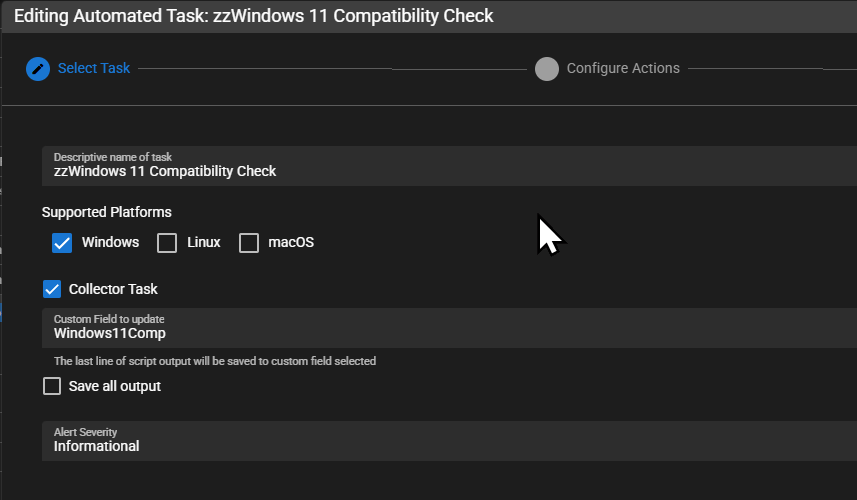 Editing Automated Task: zzWindows 11 Compatibility Check
Select Task
Configure Actions
Descriptive name of task
zzWindows 11 Compatibility Check
Supported Platforms
Windows Linux macOS
Collector Task
Custom Field to update
Windows11Comp
The last line of script output will be saved to custom field selected
Save all output
Alert Severity
Informational